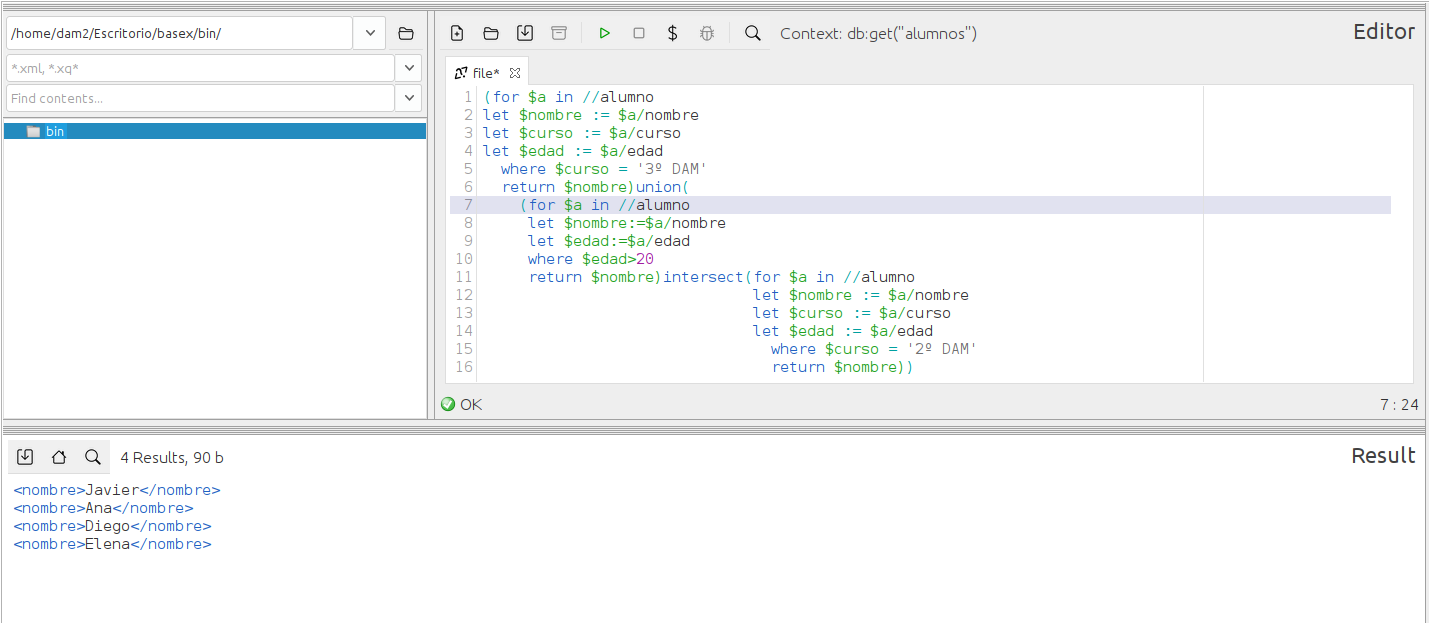 /home/dam2/Escritorio/basex/bin/
*.xml, *.xq*
Find contents...
bin
Context: db:get("alumnos")
Editor
file*
1 (for $a in //alumno
2 let $nombre := $a/nombre
3 let $curso := $a/curso
4 let $edad := $a/edad
5   where $curso = '3º DAM'
6   return $nombre)union(
7     (for $a in //alumno
8      let $nombre:=$a/nombre
9      let $edad:=$a/edad
10      where $edad>20
11      return $nombre)intersect(for $a in //alumno
12                               let $nombre := $a/nombre
13                               let $curso := $a/curso
14                               let $edad := $a/edad
15                                 where $curso = '2º DAM'
16                                 return $nombre))
OK
7 : 24
4 Results, 90 b
Result
<nombre>Javier</nombre>
<nombre>Ana</nombre>
<nombre>Diego</nombre>
<nombre>Elena</nombre>